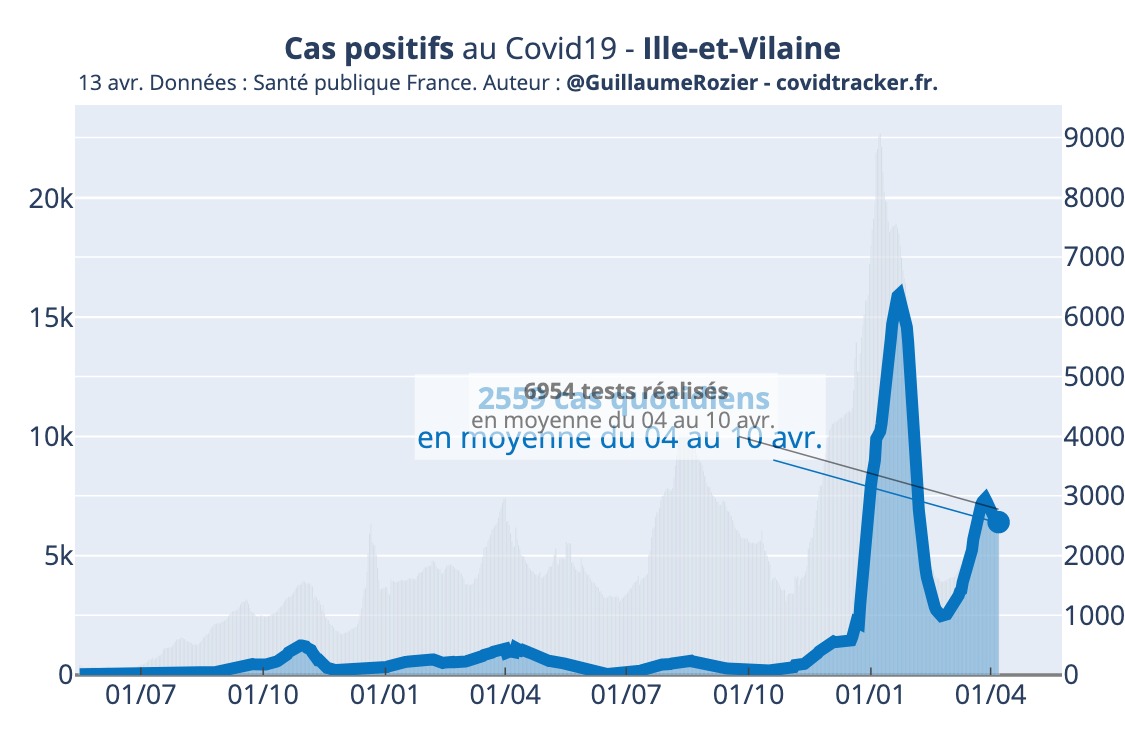 Cas positifs au Covid19 - Ille-et-Vilaine
13 avr. Données : Santé publique France. Auteur : @GuillaumeRozier - covidtracker.fr.
9000
20k
8000
7000
15k
6000
5000
6954 tests réalisés
2559 cas quotidiens
en moyenne du 04 au 10 avr.
en moyenne du 04 au 10 avr.
10k
4000
3000
5k
2000
1000
0
0
01/07 01/10 01/01 01/04 01/07 01/10 01/01 01/04